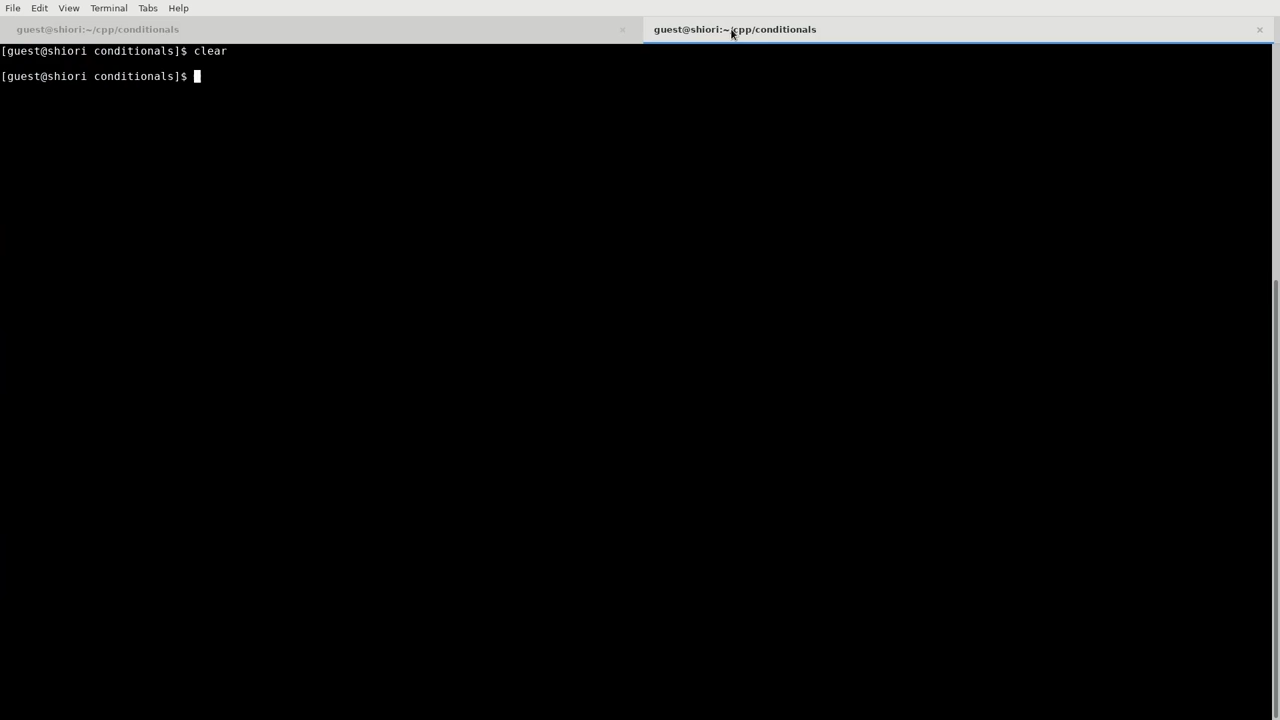 File Edit View Terminal Tabs Help
guest@shiori:~/cpp/conditionals × guest@shiori:~/cpp/conditionals ×
[guest@shiori conditionals]$ clear
[guest@shiori conditionals]$